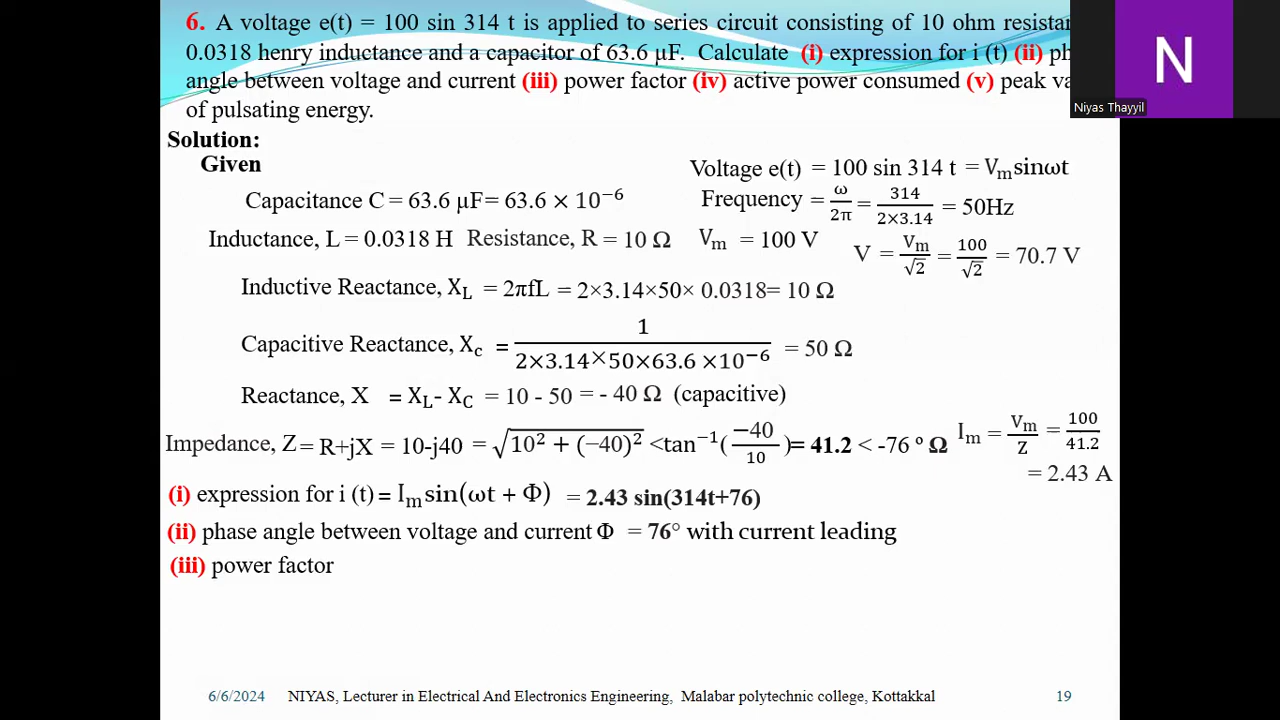 6. A voltage e(t) = 100 sin 314 t is applied to series circuit consisting of 10 ohm
0.0318 henry inductance and a capacitor of 63.6 μF. Calculate (i) expression for i (t) (ii)
angle between voltage and current (iii) power factor (iv) active power consumed (v) peak
of pulsating energy.
N
Niyas Thayyil
Solution:
Given
Voltage e(t) = 100 sin 314 t = Vₘsinωt
Capacitance C = 63.6 μF= 63.6 × 10⁻⁶
Frequency = ω/2π = 314/2×3.14 = 50Hz
Inductance, L = 0.0318 H Resistance, R = 10 Ω Vₘ = 100 V
V = Vₘ/√2 = 100/√2 = 70.7 V
Inductive Reactance, X_L = 2πfL = 2×3.14×50× 0.0318= 10 Ω
Capacitive Reactance, X_c = 1/2×3.14×50×63.6 ×10⁻⁶ = 50 Ω
Reactance, X = X_L- X_C = 10 - 50 = - 40 Ω (capacitive)
Impedance, Z = R+jX = 10-j40 = √10² + (−40)² <tan⁻¹(−40/10)= 41.2 < -76 º Ω
Iₘ = Vₘ/Z = 100/41.2
= 2.43 A
(i) expression for i (t) = Iₘsin(ωt + Φ) = 2.43 sin(314t+76)
(ii) phase angle between voltage and current Φ = 76° with current leading
(iii) power factor
6/6/2024 NIYAS, Lecturer in Electrical And Electronics Engineering, Malabar polytechnic college, Kottakkal 19